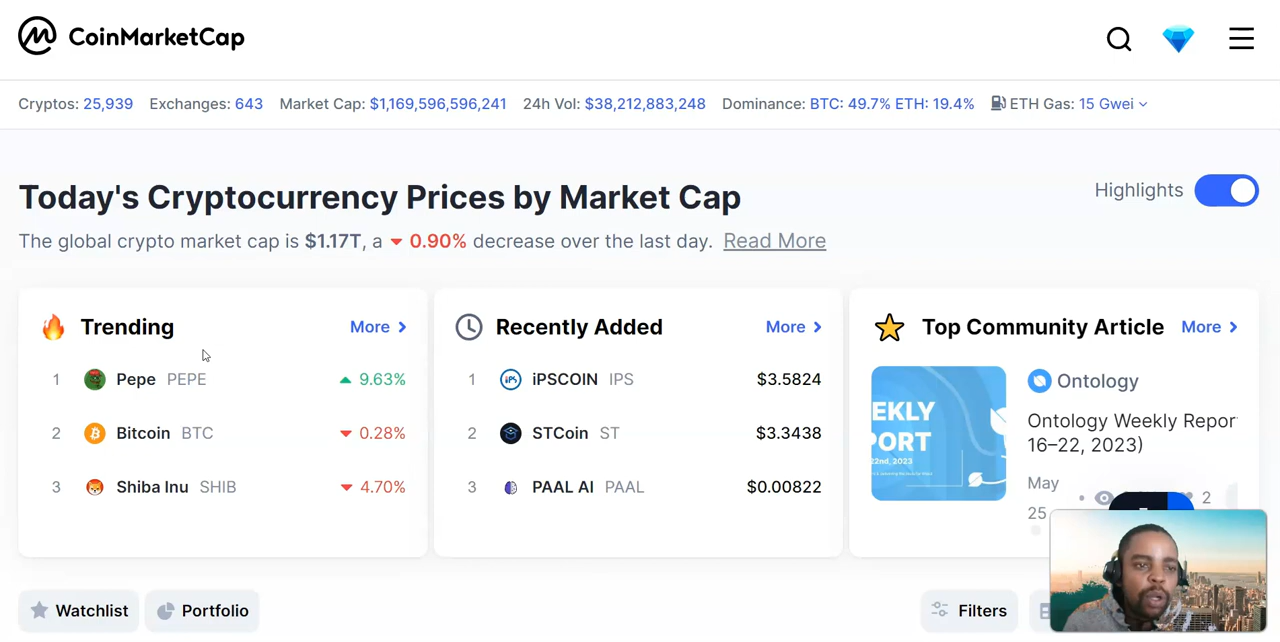 CoinMarketCap
Cryptos: 25,939 Exchanges: 643 Market Cap: $1,169,596,596,241 24h Vol: $38,212,883,248 Dominance: BTC: 49.7% ETH: 19.4% ETH Gas: 15 Gwei
Today's Cryptocurrency Prices by Market Cap
Highlights
The global crypto market cap is $1.17T, a 0.90% decrease over the last day. Read More
Trending
More
1 Pepe PEPE 9.63%
2 Bitcoin BTC 0.28%
3 Shiba Inu SHIB 4.70%
Recently Added
More
1 iPSCOIN IPS $3.5824
2 STCoin ST $3.3438
3 PAAL AI PAAL $0.00822
Top Community Article
More
EKLY
PORT
22nd, 2023
Ontology
Ontology Weekly Repor
16–22, 2023)
May
25
2
Watchlist
Portfolio
Filters